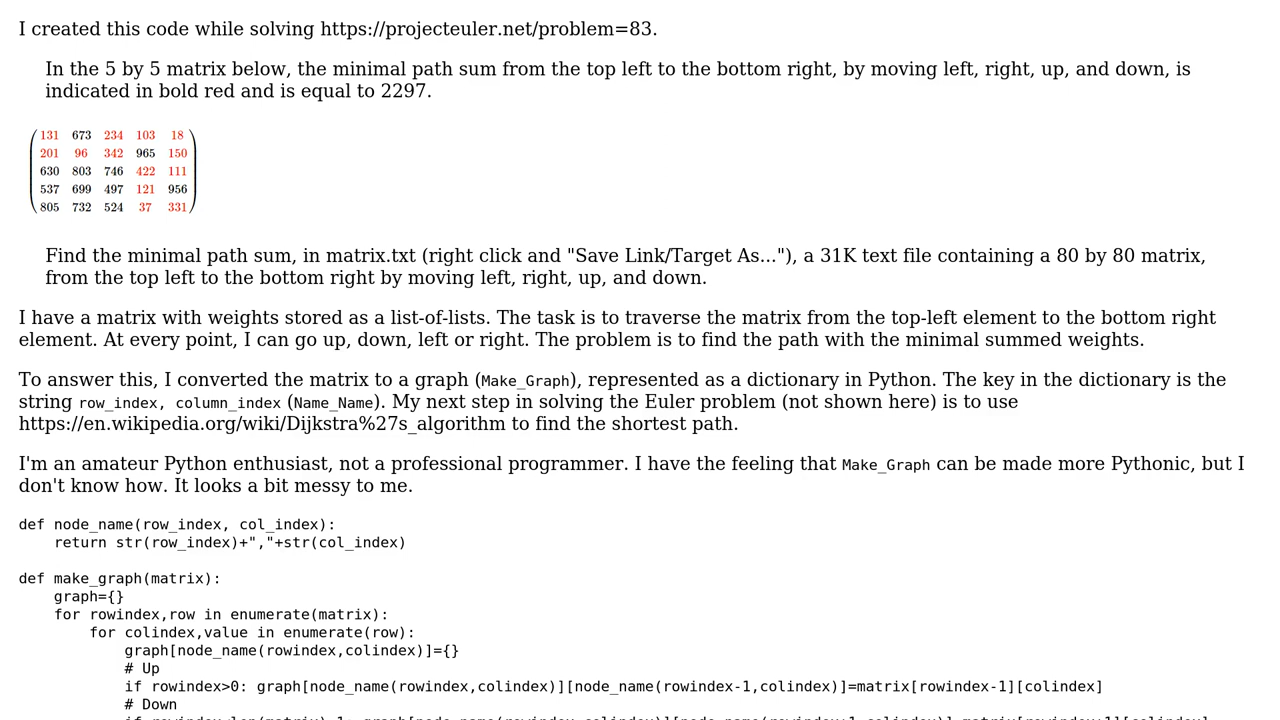 I created this code while solving https://projecteuler.net/problem=83.
In the 5 by 5 matrix below, the minimal path sum from the top left to the bottom right, by moving left, right, up, and down, is
indicated in bold red and is equal to 2297.
131 673 234 103 18
201 96 342 965 150
630 803 746 422 111
537 699 497 121 956
805 732 524 37 331
Find the minimal path sum, in matrix.txt (right click and "Save Link/Target As..."), a 31K text file containing a 80 by 80 matrix,
from the top left to the bottom right by moving left, right, up, and down.
I have a matrix with weights stored as a list-of-lists. The task is to traverse the matrix from the top-left element to the bottom right
element. At every point, I can go up, down, left or right. The problem is to find the path with the minimal summed weights.
To answer this, I converted the matrix to a graph (Make_Graph), represented as a dictionary in Python. The key in the dictionary is the
string row_index, column_index (Name_Name). My next step in solving the Euler problem (not shown here) is to use
https://en.wikipedia.org/wiki/Dijkstra%27s_algorithm to find the shortest path.
I'm an amateur Python enthusiast, not a professional programmer. I have the feeling that Make_Graph can be made more Pythonic, but I
don't know how. It looks a bit messy to me.
def node_name(row_index, col_index):
    return str(row_index)+","+str(col_index)
def make_graph(matrix):
    graph={}
    for rowindex,row in enumerate(matrix):
        for colindex,value in enumerate(row):
            graph[node_name(rowindex,colindex)]={}
            # Up
            if rowindex>0: graph[node_name(rowindex,colindex)][node_name(rowindex-1,colindex)]=matrix[rowindex-1][colindex]
            # Down